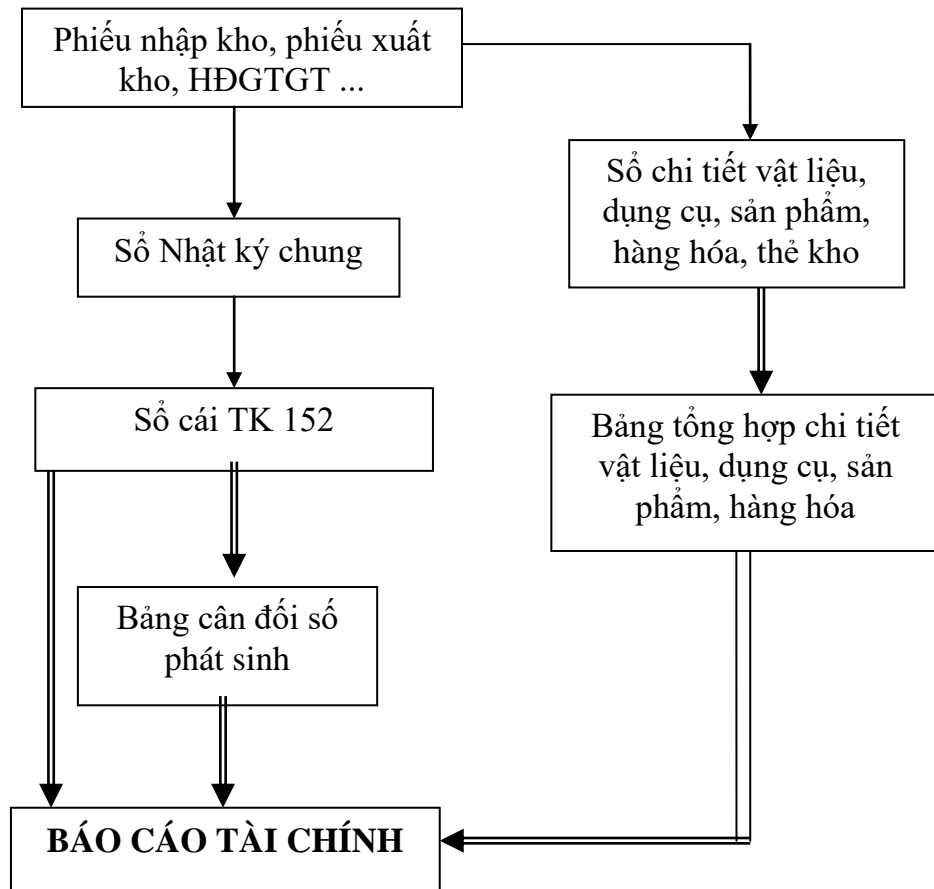 Phiếu nhập kho, phiếu xuất
kho, HĐGTGT ...
Sổ chi tiết vật liệu,
dụng cụ, sản phẩm,
hàng hóa, thẻ kho
Sổ Nhật ký chung
Sổ cái TK 152
Bảng tổng hợp chi tiết
vật liệu, dụng cụ, sản
phẩm, hàng hóa
Bảng cân đối số
phát sinh
BÁO CÁO TÀI CHÍNH